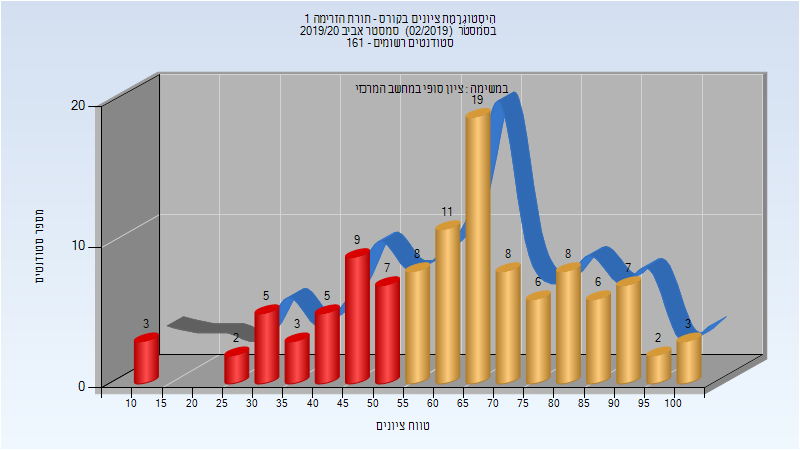 היסטוגרמת ציונים בקורס - תורת הזרימה 1
בסמסטר (02/2019) סמסטר אביב 2019/20
סטודנטים רשומים - 161
במשימה : ציון סופי במחשב המרכזי
מספר סטודנטים
20
10
0
3
2
5
3
5
9
7
8
11
19
8
6
8
6
7
2
3
10 15 20 25 30 35 40 45 50 55 60 65 70 75 80 85 90 95 100
טווח ציונים